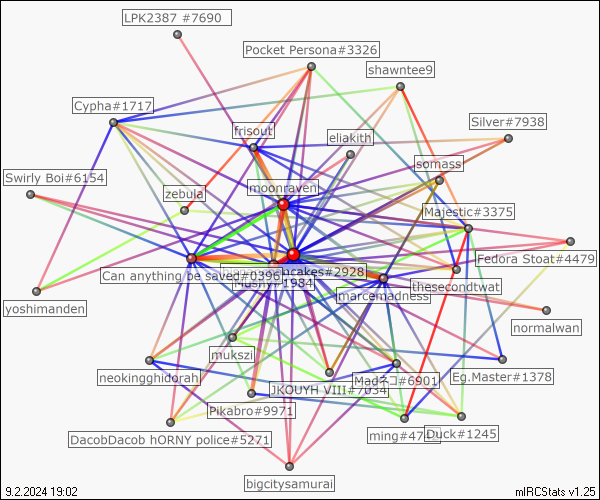 LPK2387 #7690
Pocket Persona#3326
shawntee9
Cypha#1717
Silver#7938
frisout
eliakith
somass
Swirly Boi#6154
zebula
moonraven
Majestic#3375
Fedora Stoat#4479
Can anything be saved#0396
cakes#2928
Mushy#1984
thesecondtwat
marcemadness
yoshimanden
normalwan
mukszi
neokingghidorah
JKOUYH VIII#7034
Madネコ#6901
Eg.Master#1378
Pikabro#9971
DacobDacob hORNY police#5271
Duck#1245
bigcitysamurai
9.2.2024 19:02
mIRCStats v1.25